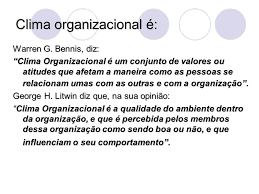 Clima organizacional é:
Warren G. Bennis, diz:
“Clima Organizacional é um conjunto de valores ou
atitudes que afetam a maneira como as pessoas se
relacionam umas com as outras e com a organização”.
George H. Litwin diz que, na sua opinião:
“Clima Organizacional é a qualidade do ambiente dentro
da organização, e que é percebida pelos membros
dessa organização como sendo boa ou não, e que
influenciam o seu comportamento”.